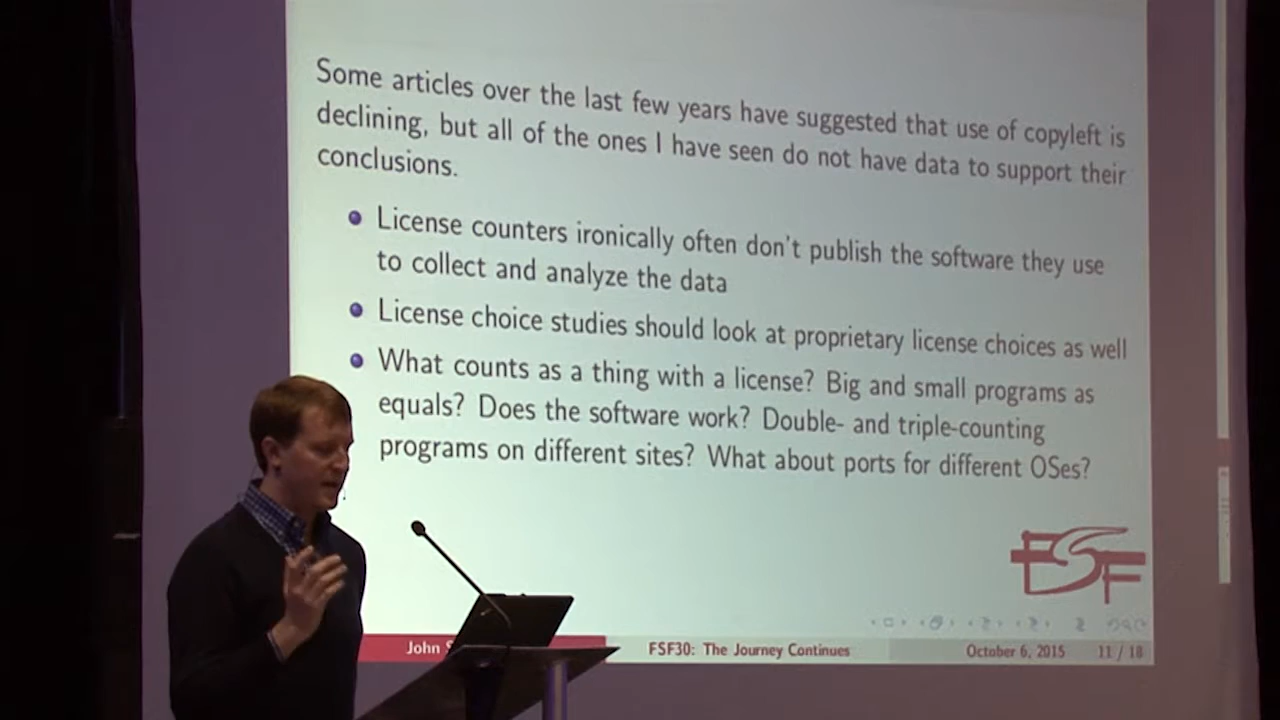 Some articles over the last few years have suggested that use of copyleft is
declining, but all of the ones I have seen do not have data to support their
conclusions.
License counters ironically often don't publish the software they use
to collect and analyze the data
License choice studies should look at proprietary license choices as well
What counts as a thing with a license? Big and small programs as
equals? Does the software work? Double- and triple-counting
programs on different sites? What about ports for different OSes?
FSF
John S
FSF30: The Journey Continues
October 6, 2015
11 / 18